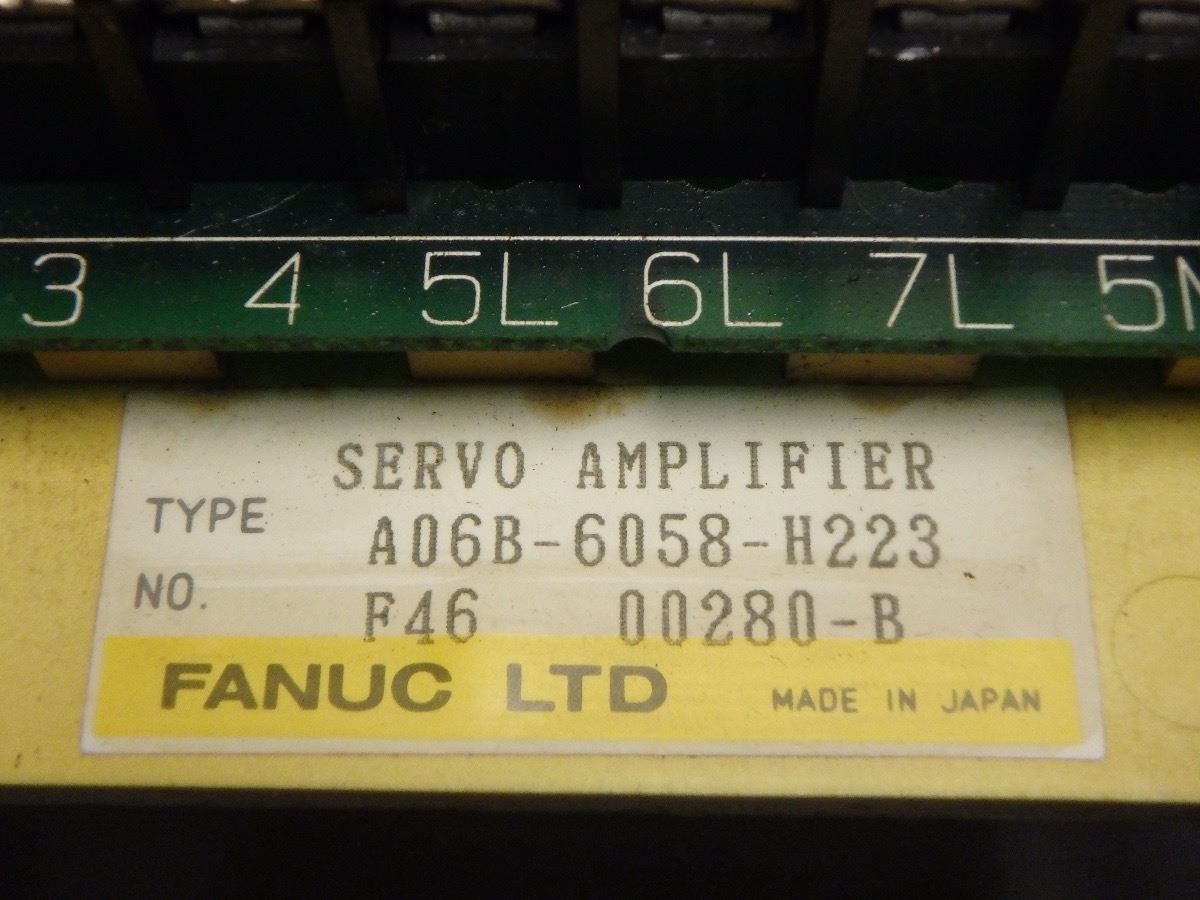 3 4 5L 6L 7L 5M
SERVO AMPLIFIER
TYPE A06B-6058-H223
NO. F46 00280-B
FANUC LTD MADE IN JAPAN